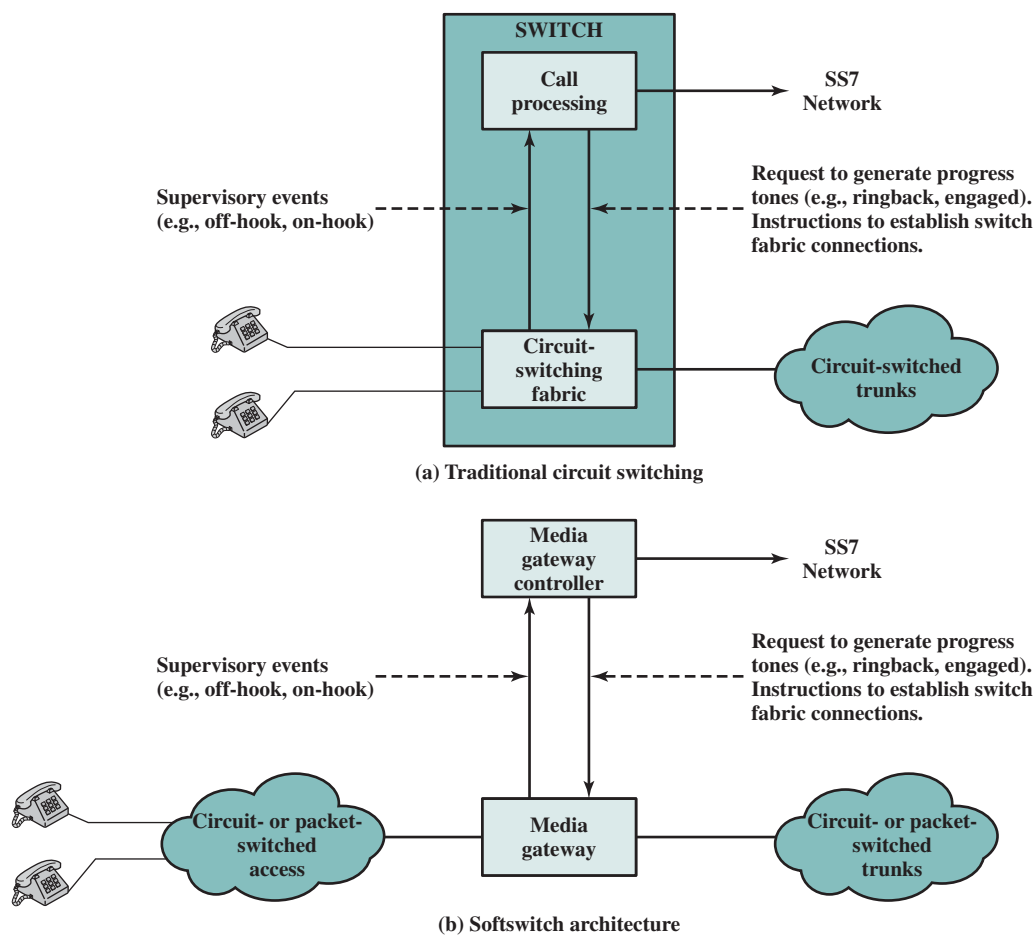 SWITCH
Call
processing
SS7
Network
Supervisory events
(e.g., off-hook, on-hook)
Request to generate progress
tones (e.g., ringback, engaged).
Instructions to establish switch
fabric connections.
Circuit-
switching
fabric
Circuit-switched
trunks
(a) Traditional circuit switching
Media
gateway
controller
SS7
Network
Supervisory events
(e.g., off-hook, on-hook)
Request to generate progress
tones (e.g., ringback, engaged).
Instructions to establish switch
fabric connections.
Circuit- or packet-
switched
access
Media
gateway
Circuit- or packet-
switched
trunks
(b) Softswitch architecture